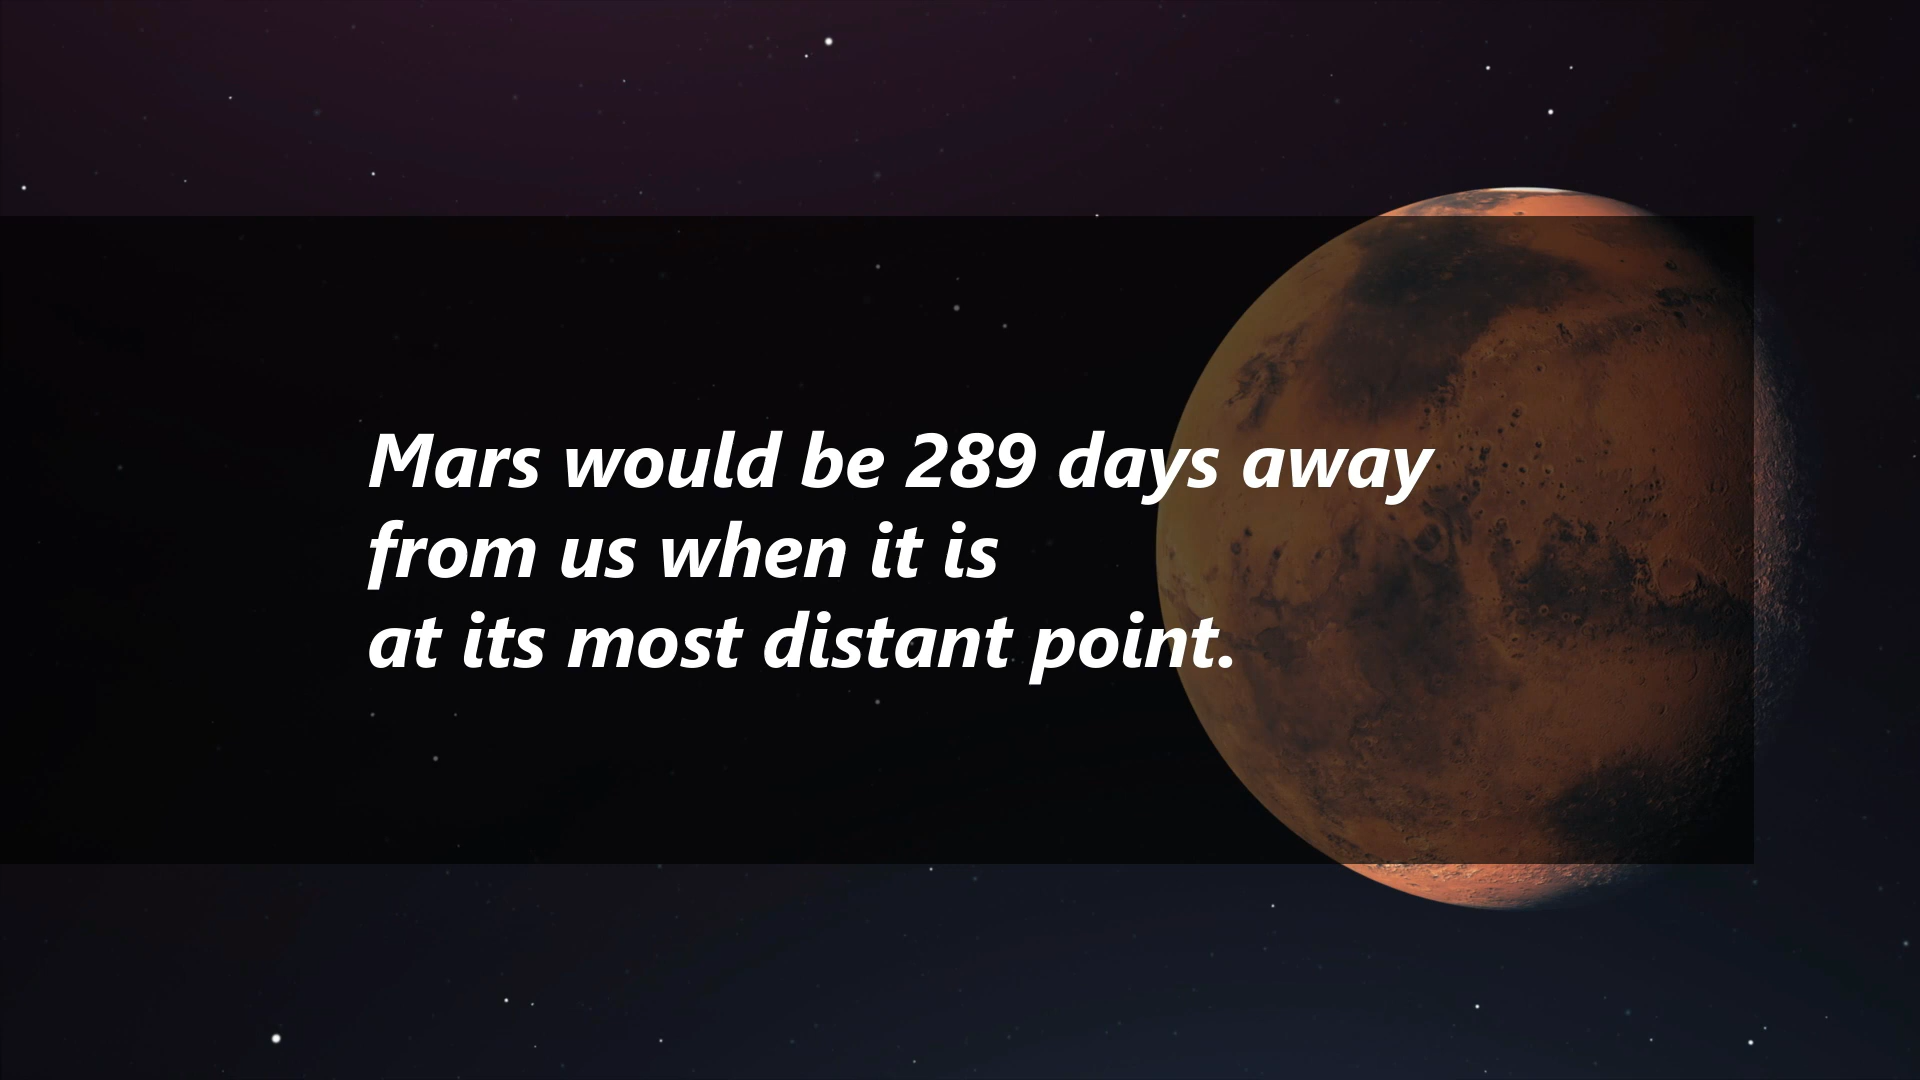 Mars would be 289 days away
from us when it is
at its most distant point.